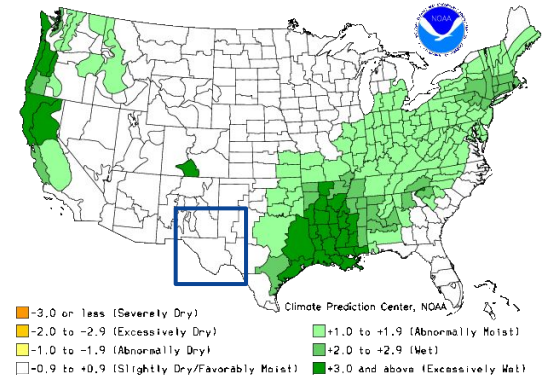 NOAA
Climate Prediction Center, NOAA
-3.0 or less (Severely Dry)
-2.0 to -2.9 (Excessively Dry)
-1.0 to -1.9 (Abnormally Dry)
-0.9 to +0.9 (Slightly Dry/Favorably Moist)
+1.0 to +1.9 (Abnormally Moist)
+2.0 to +2.9 (Wet)
+3.0 and above (Excessively Wet)